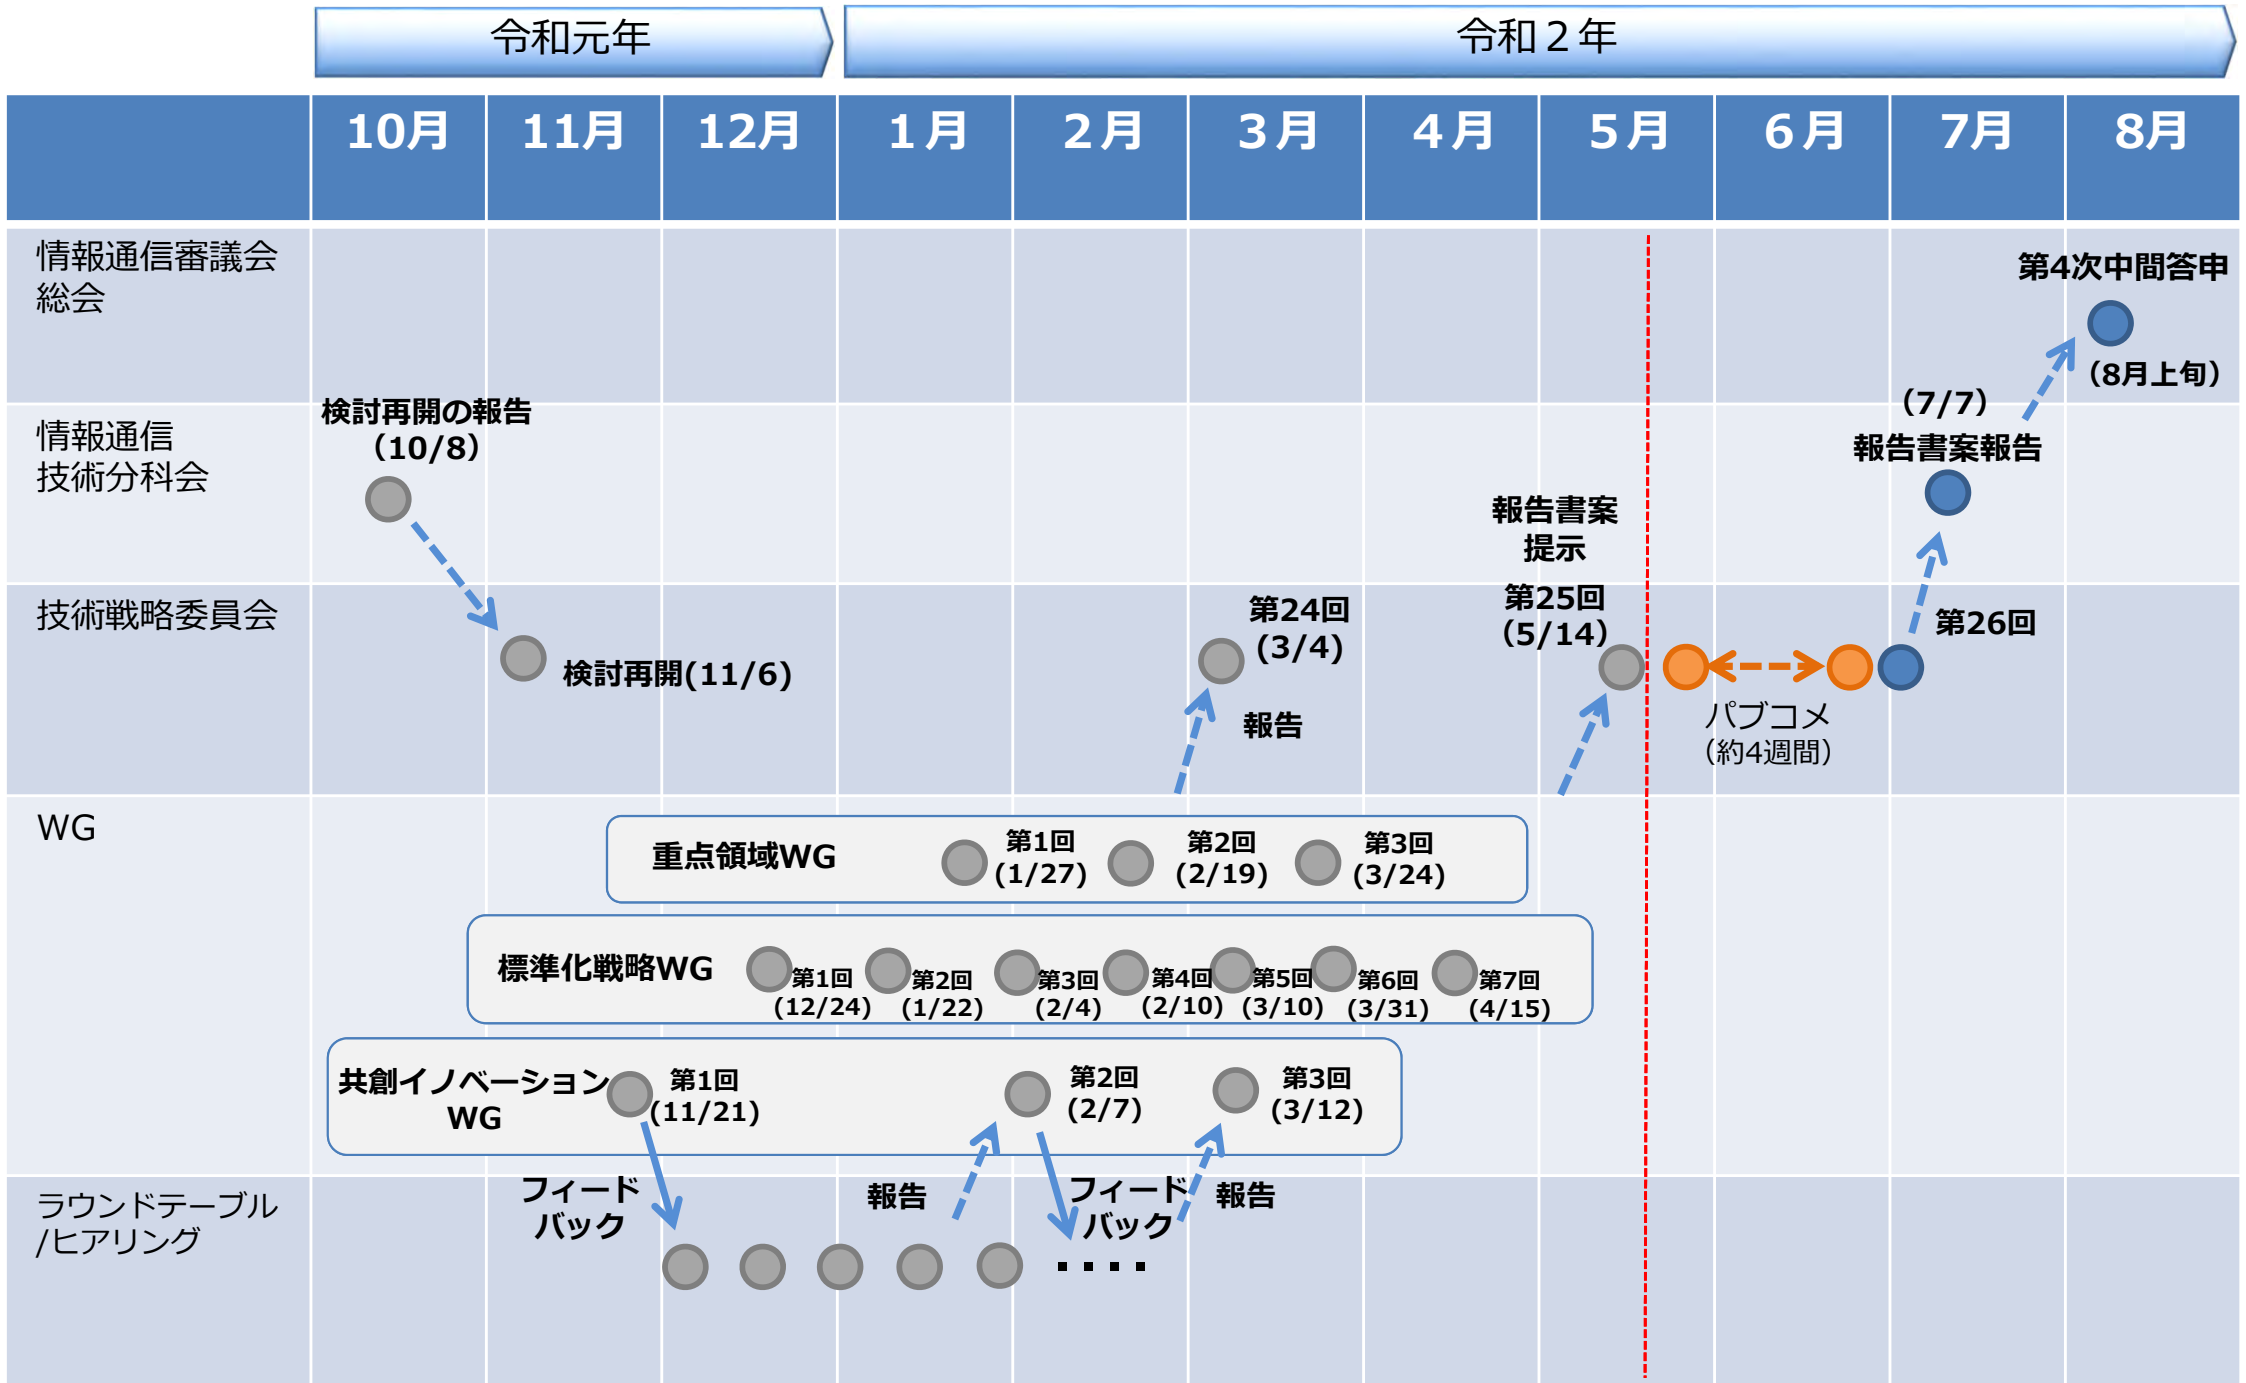 令和元年
令和２年
10月
11月
12月
１月
２月
３月
４月
５月
６月
7月
8月
情報通信審議会
総会
第4次中間答申
（8月上旬）
情報通信
技術分科会
検討再開の報告
（10/8）
報告書案
提示
（7/7）
報告書案報告
技術戦略委員会
検討再開(11/6)
第24回
(3/4)
報告
第25回
（5/14）
パブコメ
（約4週間）
第26回
WG
重点領域WG
第1回
(1/27)
第2回
(2/19)
第3回
(3/24)
標準化戦略WG
第1回
(12/24)
第2回
(1/22)
第3回
(2/4)
第4回
(2/10)
第5回
(3/10)
第6回
(3/31)
第7回
(4/15)
共創イノベーション
WG
第1回
(11/21)
第2回
(2/7)
第3回
(3/12)
ラウンドテーブル
/ヒアリング
フィード
バック
報告
フィード
バック
報告
････